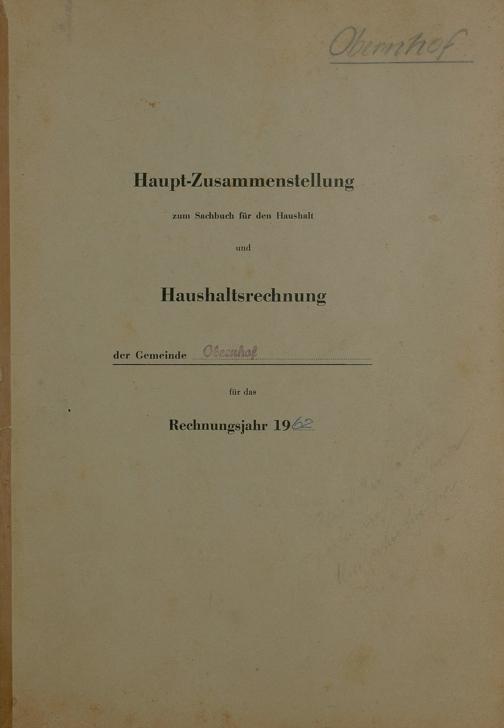 Obernhof
Haupt-Zusammenstellung
zum Sachbuch für den Haushalt
und
Haushaltsrechnung
der Gemeinde Obernhof
für das
Rechnungsjahr 1962